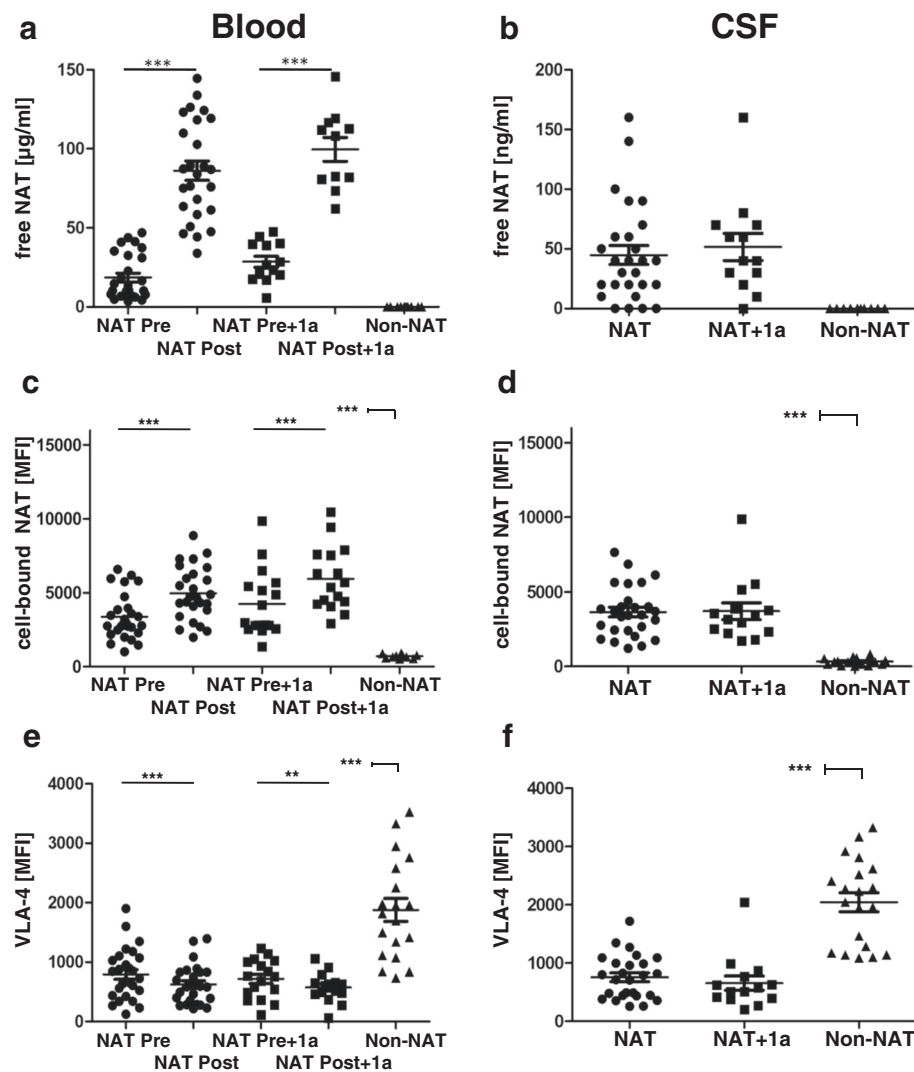 a Blood b CSF
*** ***
150
100
50
0
free NAT [µg/ml]
NAT Pre NAT Pre+1a Non-NAT
NAT Post NAT Post+1a
200
150
100
50
0
free NAT [ng/ml]
NAT NAT+1a Non-NAT
c d
*** *** ***
15000
10000
5000
0
cell-bound NAT [MFI]
NAT Pre NAT Pre+1a Non-NAT
NAT Post NAT Post+1a
***
15000
10000
5000
0
cell-bound NAT [MFI]
NAT NAT+1a Non-NAT
e f
*** ** ***
4000
3000
2000
1000
0
VLA-4 [MFI]
NAT Pre NAT Pre+1a Non-NAT
NAT Post NAT Post+1a
***
4000
3000
2000
1000
0
VLA-4 [MFI]
NAT NAT+1a Non-NAT